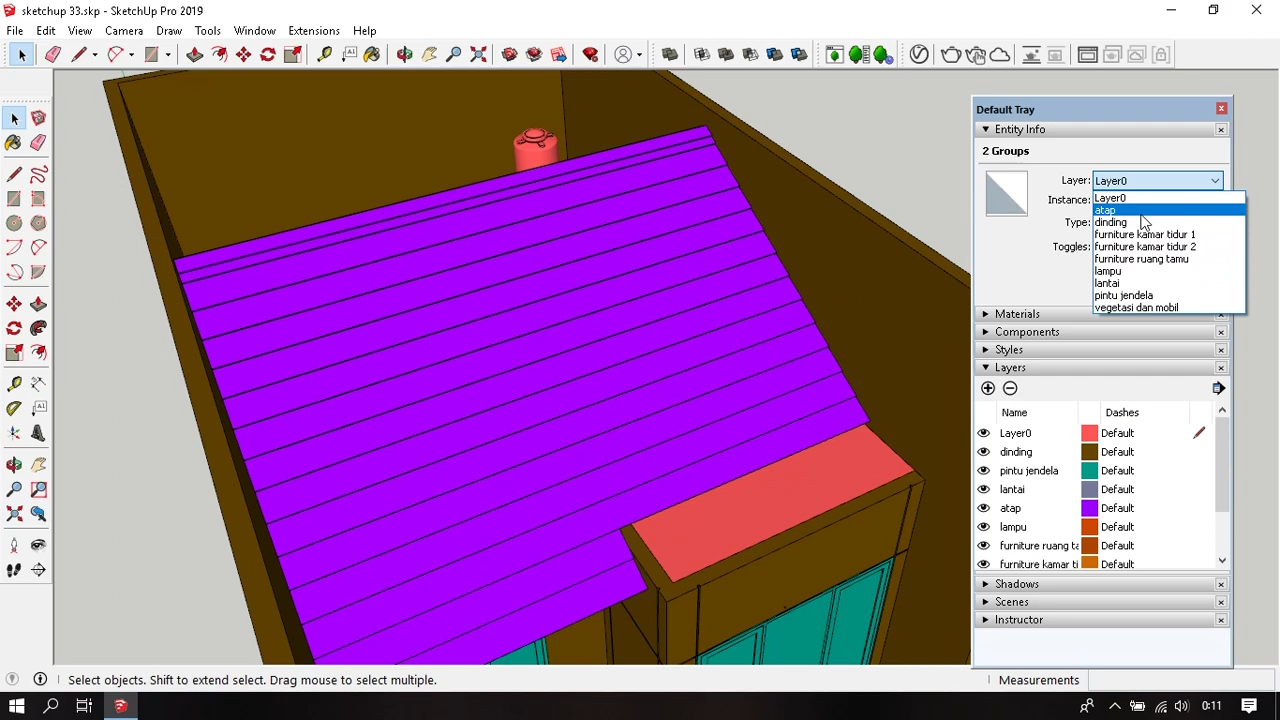 sketchup 33.skp - SketchUp Pro 2019
File Edit View Camera Draw Tools Window Extensions Help
Default Tray
Entity Info
2 Groups
Layer: Layer0
Instance:
Type:
Toggles:
Layer0
atap
dinding
furniture kamar tidur 1
furniture kamar tidur 2
furniture ruang tamu
lampu
lantai
pintu jendela
vegetasi dan mobil
Materials
Components
Styles
Layers
Name Dashes
Layer0 Default
dinding Default
pintu jendela Default
lantai Default
atap Default
lampu Default
furniture ruang ta Default
furniture kamar ti Default
Shadows
Scenes
Instructor
Select objects. Shift to extend select. Drag mouse to select multiple.
Measurements
0:11